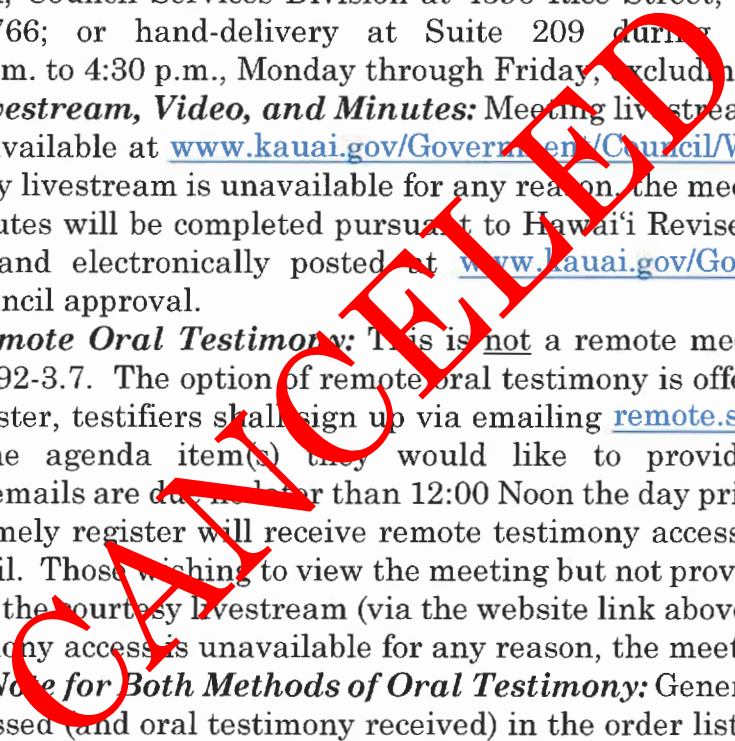 , Council Services Division at 4396 Rice Street,
766; or hand-delivery at Suite 209 during
.m. to 4:30 p.m., Monday through Friday, excludin
vestream, Video, and Minutes: Meeting livestrea
vailable at www.kauai.gov/Government/Council/W
y livestream is unavailable for any reason, the mee
utes will be completed pursuant to Hawaiʻi Revise
and electronically posted at www.kauai.gov/Go
ncil approval.
mote Oral Testimony: This is not a remote mee
92-3.7. The option of remote oral testimony is offe
ster, testifiers shall sign up via emailing remote.s
he agenda item(s) they would like to provid
emails are due no later than 12:00 Noon the day pri
mely register will receive remote testimony access
il. Those wishing to view the meeting but not prov
the courtesy livestream (via the website link above
ony access is unavailable for any reason, the meet
Note for Both Methods of Oral Testimony: Gener
ssed (and oral testimony received) in the order list
CANCELED